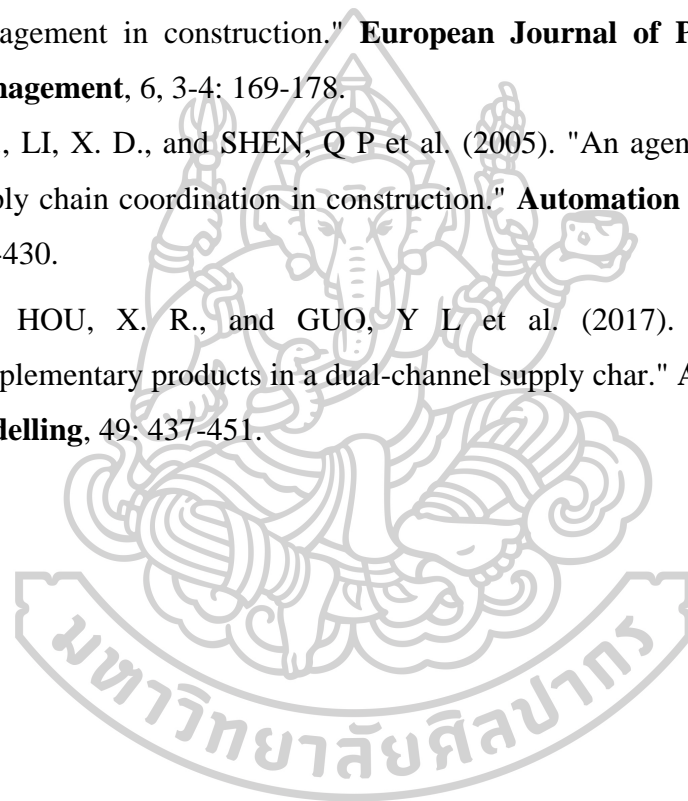 agement in construction." European Journal of P
nagement, 6, 3-4: 169-178.
., LI, X. D., and SHEN, Q P et al. (2005). "An agen
ply chain coordination in construction." Automation
-430.
HOU, X. R., and GUO, Y L et al. (2017).
plementary products in a dual-channel supply char." A
delling, 49: 437-451.
มหาวิทยาลัยศิลปากร